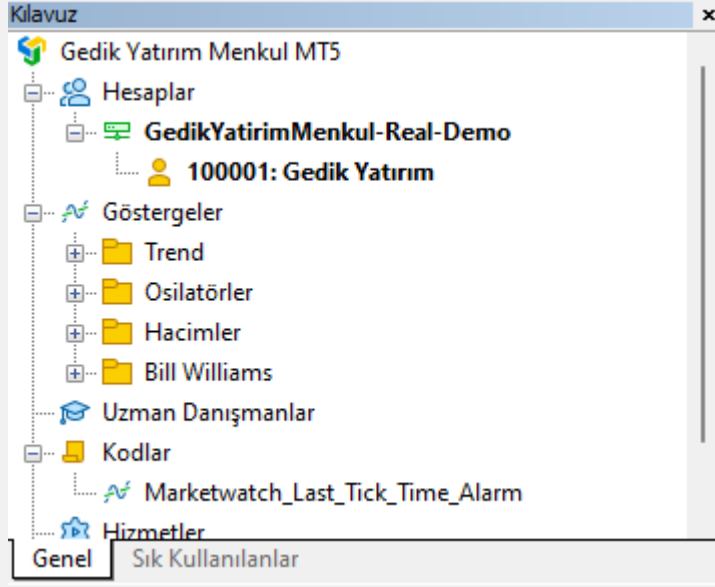 Kılavuz
Gedik Yatırım Menkul MT5
Hesaplar
GedikYatirimMenkul-Real-Demo
100001: Gedik Yatırım
Göstergeler
Trend
Osilatörler
Hacimler
Bill Williams
Uzman Danışmanlar
Kodlar
Marketwatch_Last_Tick_Time_Alarm
Hizmetler
Genel Sık Kullanılanlar